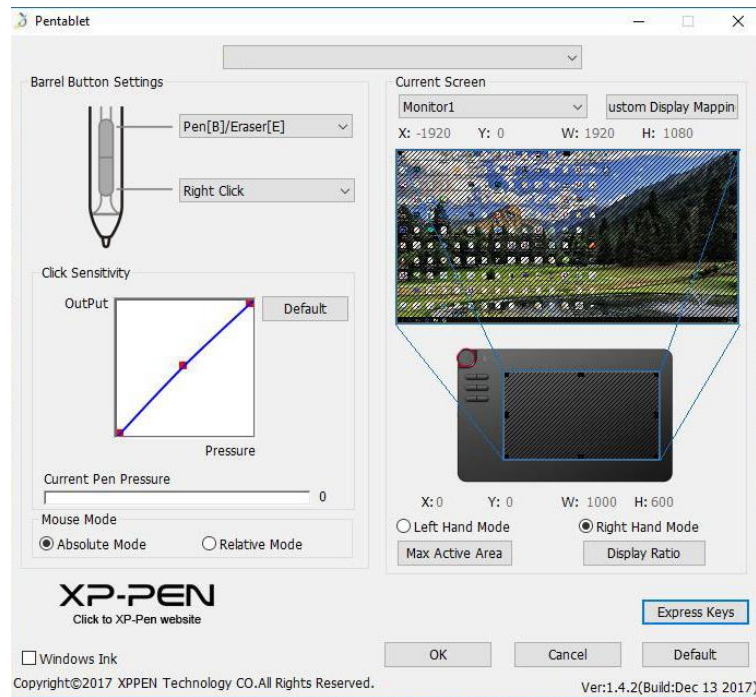 Pentablet
Barrel Button Settings
Pen[B]/Eraser[E]
Right Click
Click Sensitivity
OutPut
Default
Pressure
Current Pen Pressure
0
Mouse Mode
Absolute Mode
Relative Mode
Current Screen
Monitor1
ustom Display Mappin
X: -1920 Y: 0 W: 1920 H: 1080
X: 0 Y: 0 W: 1000 H: 600
Left Hand Mode
Right Hand Mode
Max Active Area
Display Ratio
XP-PEN
Click to XP-Pen website
Express Keys
Windows Ink
OK
Cancel
Default
Copyright©2017 XPPEN Technology CO.All Rights Reserved.
Ver:1.4.2(Build:Dec 13 2017)